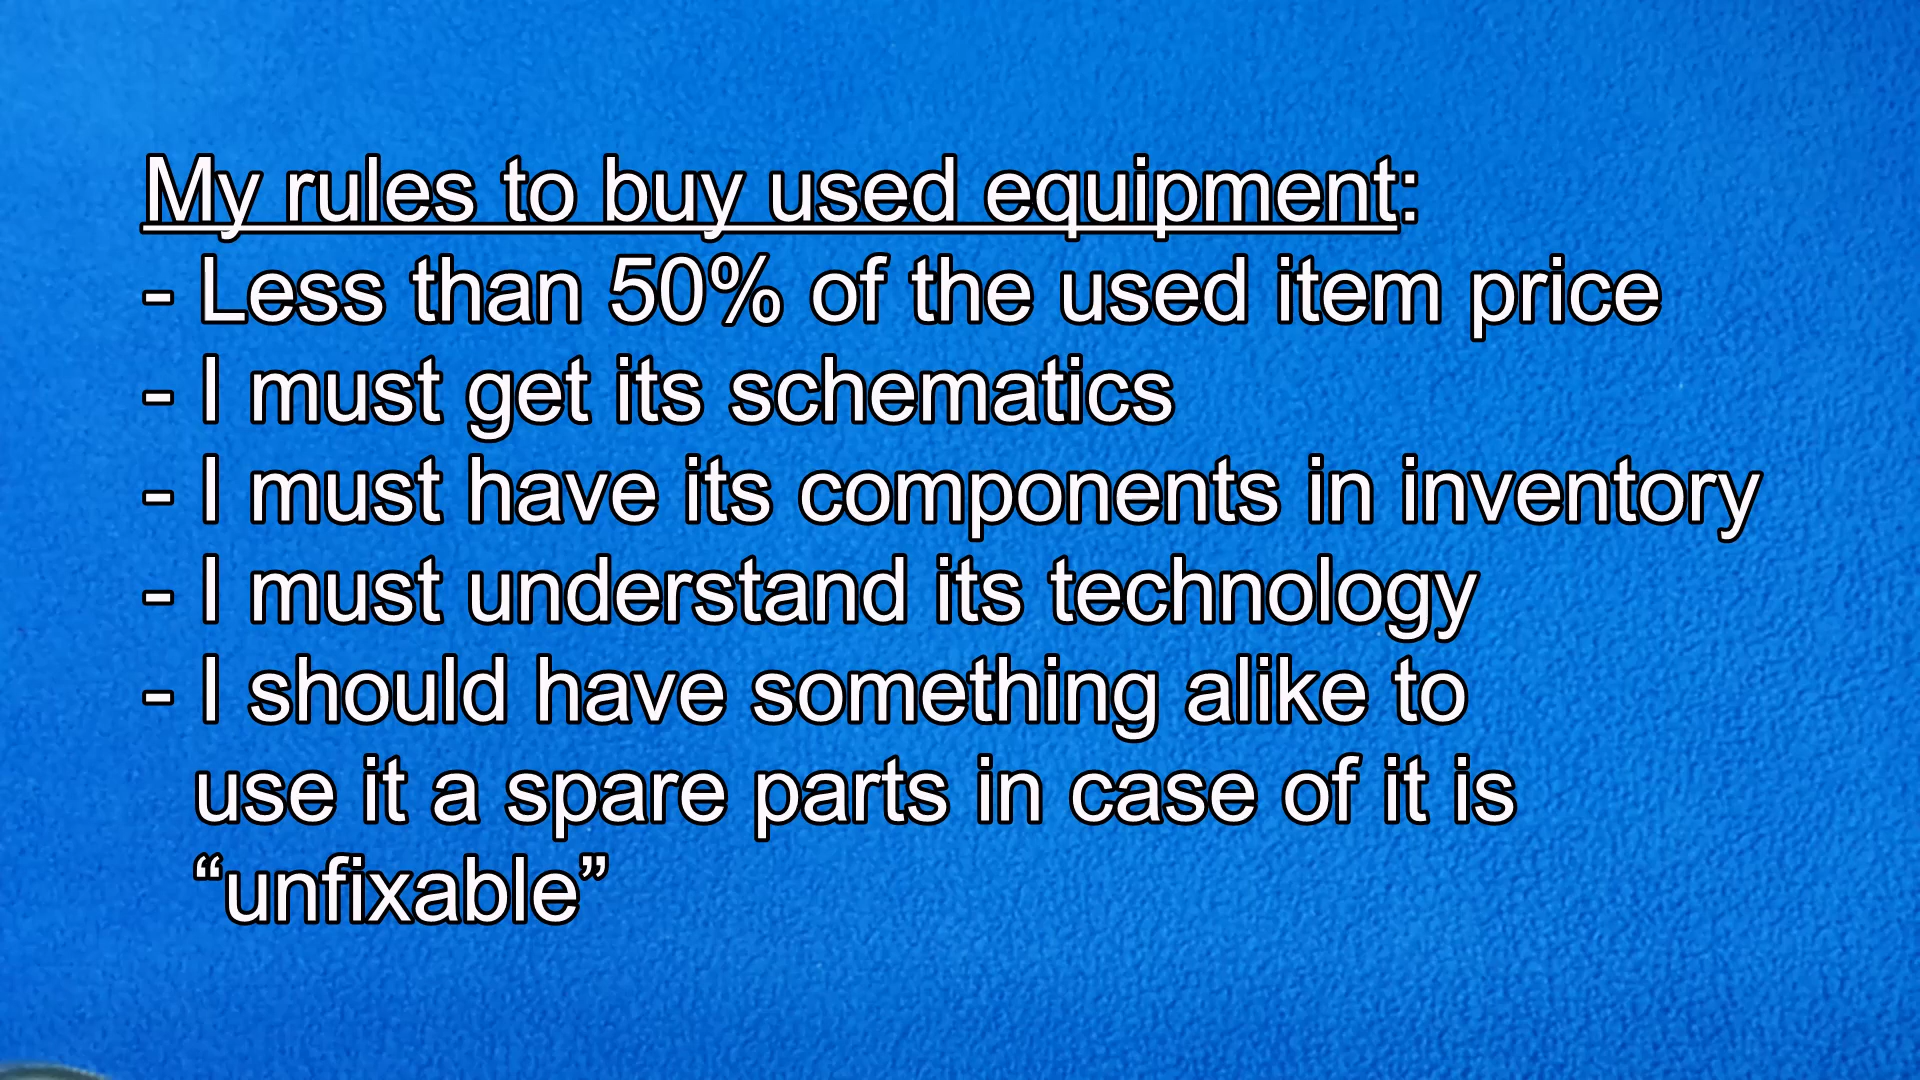 My rules to buy used equipment:
- Less than 50% of the used item price
- I must get its schematics
- I must have its components in inventory
- I must understand its technology
- I should have something alike to
use it a spare parts in case of it is
“unfixable”